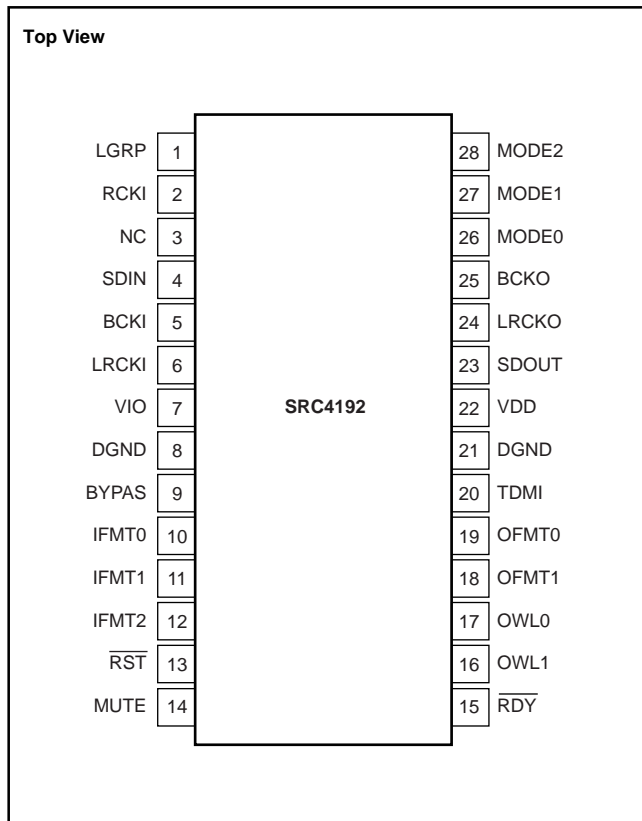 Top View
LGRP 1 28 MODE2
RCKI 2 27 MODE1
NC 3 26 MODE0
SDIN 4 25 BCKO
BCKI 5 24 LRCKO
LRCKI 6 23 SDOUT
VIO 7 SRC4192 22 VDD
DGND 8 21 DGND
BYPAS 9 20 TDMI
IFMT0 10 19 OFMT0
IFMT1 11 18 OFMT1
IFMT2 12 17 OWL0
R̅S̅T̅ 13 16 OWL1
MUTE 14 15 R̅D̅Y̅